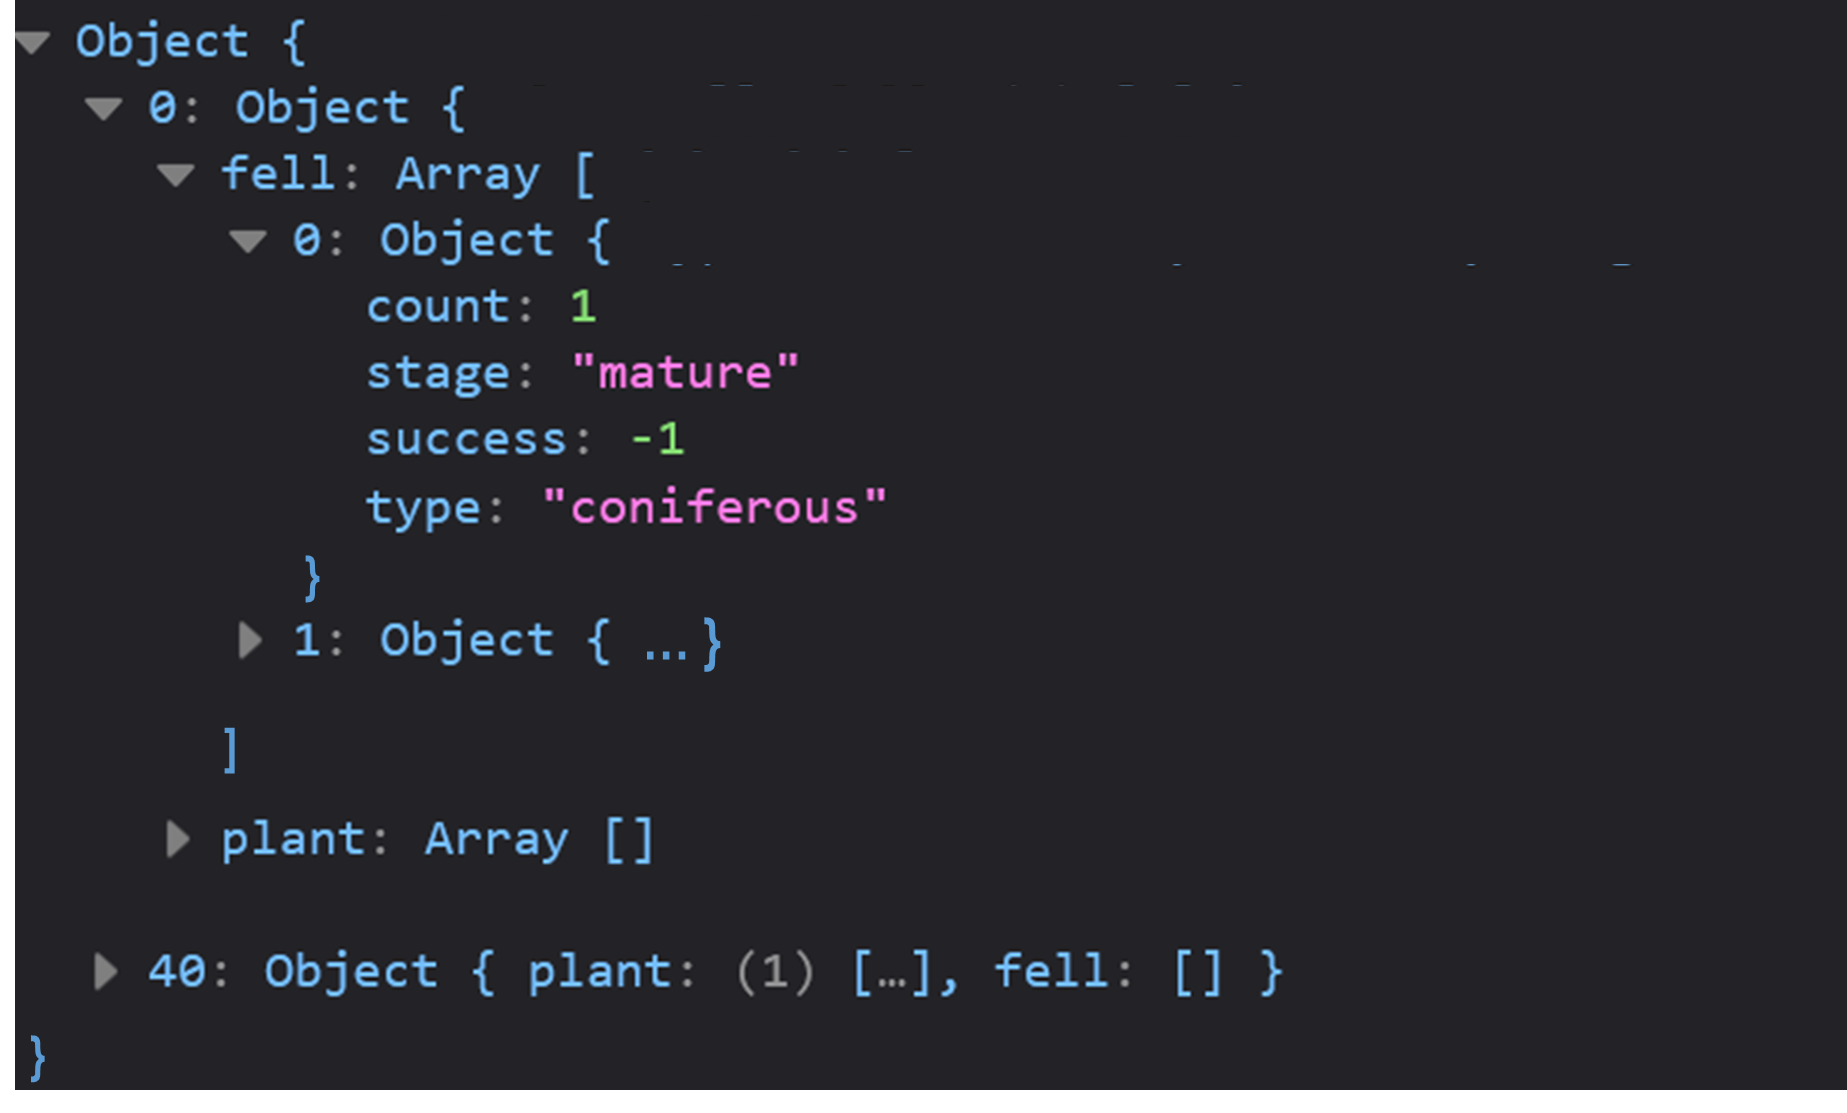 Object {
0: Object {
fell: Array [
0: Object {
count: 1
stage: "mature"
success: -1
type: "coniferous"
}
1: Object { ... }
]
plant: Array []
40: Object { plant: (1) […], fell: [] }
}